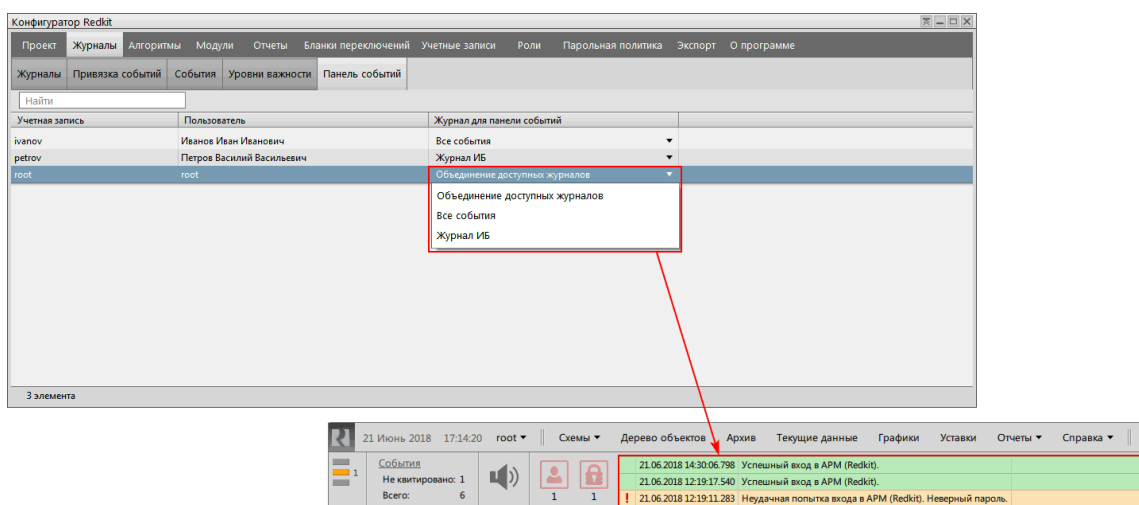 Конфигуратор Redkit
Проект Журналы Алгоритмы Модули Отчеты Бланки переключений Учетные записи Роли Парольная политика Экспорт О программе
Журналы Привязка событий События Уровни важности Панель событий
Найти
Учетная запись Пользователь Журнал для панели событий
ivanov Иванов Иван Иванович Все события
petrov Петров Василий Васильевич Журнал ИБ
root root Объединение доступных журналов
Объединение доступных журналов
Все события
Журнал ИБ
3 элемента
21 Июнь 2018 17:14:20 root Схемы Дерево объектов Архив Текущие данные Графики Уставки Отчеты Справка
1 События
Не квитировано: 1
Всего: 6
1 1
21.06.2018 14:30:06.798 Успешный вход в АРМ (Redkit).
21.06.2018 12:19:17.540 Успешный вход в АРМ (Redkit).
! 21.06.2018 12:19:11.283 Неудачная попытка входа в АРМ (Redkit). Неверный пароль.